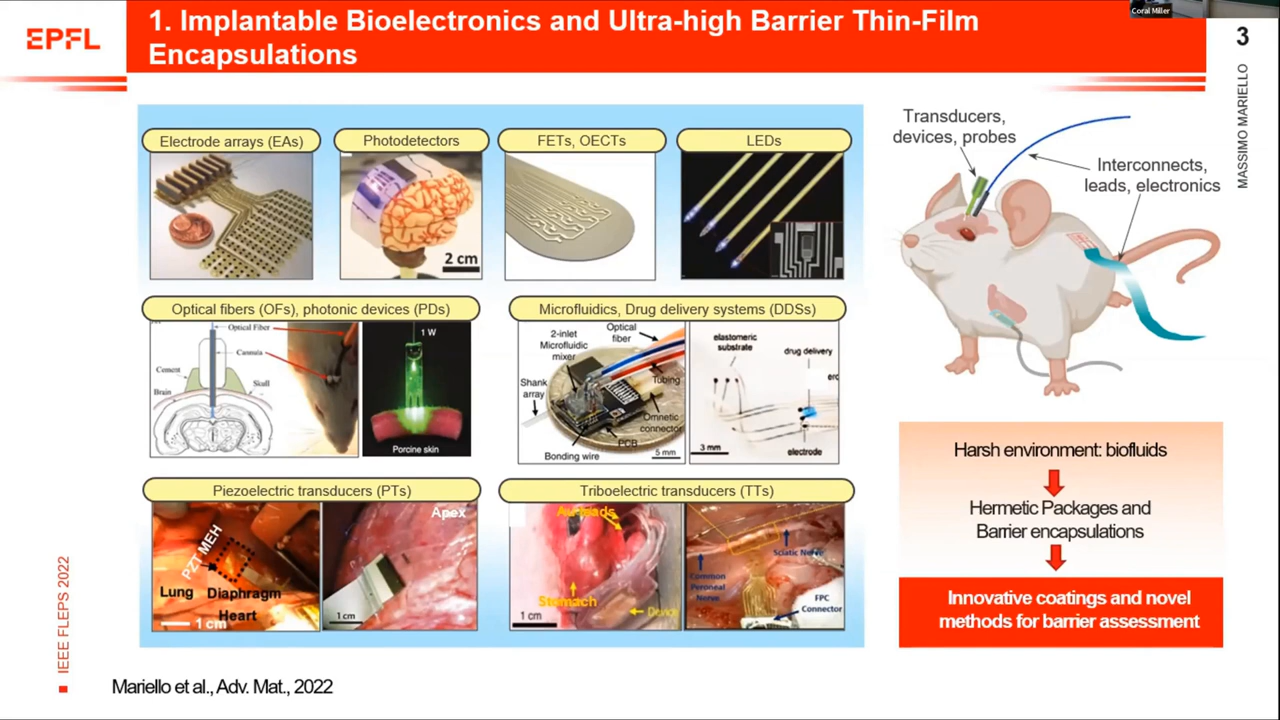 Coral Miller
EPFL
1. Implantable Bioelectronics and Ultra-high Barrier Thin-Film
Encapsulations
3
MASSIMO MARIELLO
Electrode arrays (EAs)
Photodetectors
2 cm
FETs, OECTs
LEDs
Optical fibers (OFs), photonic devices (PDs)
Optical Fiber
Cannula
Cement
Skull
Brain
1 W
Porcine skin
Microfluidics, Drug delivery systems (DDSs)
2-inlet
Microfluidic
mixer
Optical
fiber
Shank
array
Tubing
Omnetic
connector
PCB
Bonding wire
5 mm
elastomeric
substrate
drug delivery
erc
3 mm
electrode
Piezoelectric transducers (PTs)
PZT MEH
Lung
Diaphragm
Heart
1 cm
Apex
1 cm
Triboelectric transducers (TTs)
Au leads
Stomach
Device
1 cm
Sciatic Nerve
Common
Peroneal
Nerve
FPC
Connector
Transducers,
devices, probes
Interconnects,
leads, electronics
Harsh environment: biofluids
Hermetic Packages and
Barrier encapsulations
Innovative coatings and novel
methods for barrier assessment
IEEE FLEPS 2022
Mariello et al., Adv. Mat., 2022